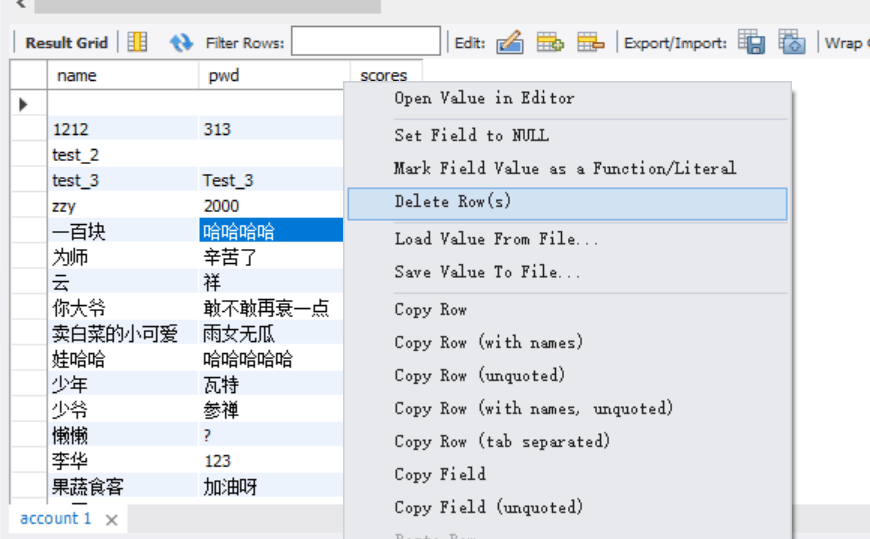 Result Grid Filter Rows: Edit: Export/Import: Wrap
name pwd scores
1212 313
test_2
test_3 Test_3
zzy 2000
一百块 哈哈哈哈
为师 辛苦了
云 祥
你大爷 敢不敢再衰一点
卖白菜的小可爱 雨女无瓜
娃哈哈 哈哈哈哈哈
少年 瓦特
少爷 参禅
懒懒 ?
李华 123
果蔬食客 加油呀
account 1
Open Value in Editor
Set Field to NULL
Mark Field Value as a Function/Literal
Delete Row(s)
Load Value From File...
Save Value To File...
Copy Row
Copy Row (with names)
Copy Row (unquoted)
Copy Row (with names, unquoted)
Copy Row (tab separated)
Copy Field
Copy Field (unquoted)